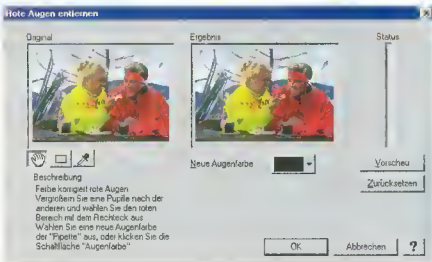 Rote Augen entfernen
Original
Ergebnis
Status
Neue Augenfarbe
Vorschau
Zurücksetzen
Beschreibung
Farbe korrigiert rote Augen
Vergrößern Sie eine Pupille nach der
anderen und wählen Sie den roten
Bereich mit dem Rechteck aus
Wählen Sie eine neue Augenfarbe
der "Pipette" aus, oder klicken Sie die
Schaltfläche "Augenfarbe"
OK
Abbrechen
?